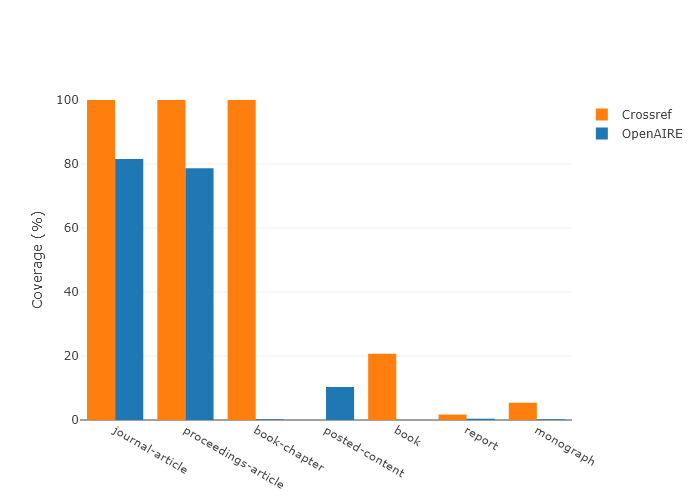 100
80
60
40
20
0
Coverage (%)
journal-article
proceedings-article
book-chapter
posted-content
book
report
monograph
Crossref
OpenAIRE